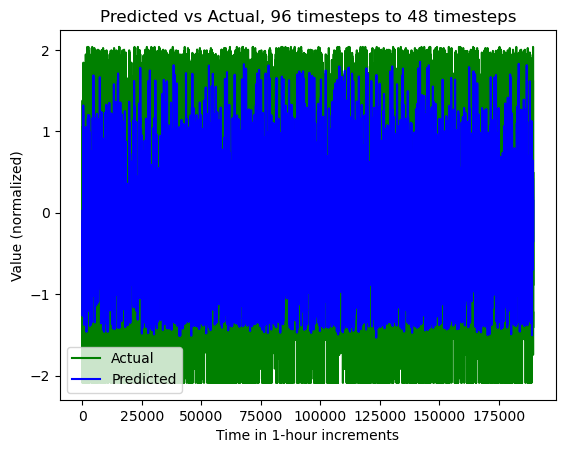 Predicted vs Actual, 96 timesteps to 48 timesteps
2
1
0
−1
−2
Value (normalized)
Actual
Predicted
0 25000 50000 75000 100000 125000 150000 175000
Time in 1-hour increments